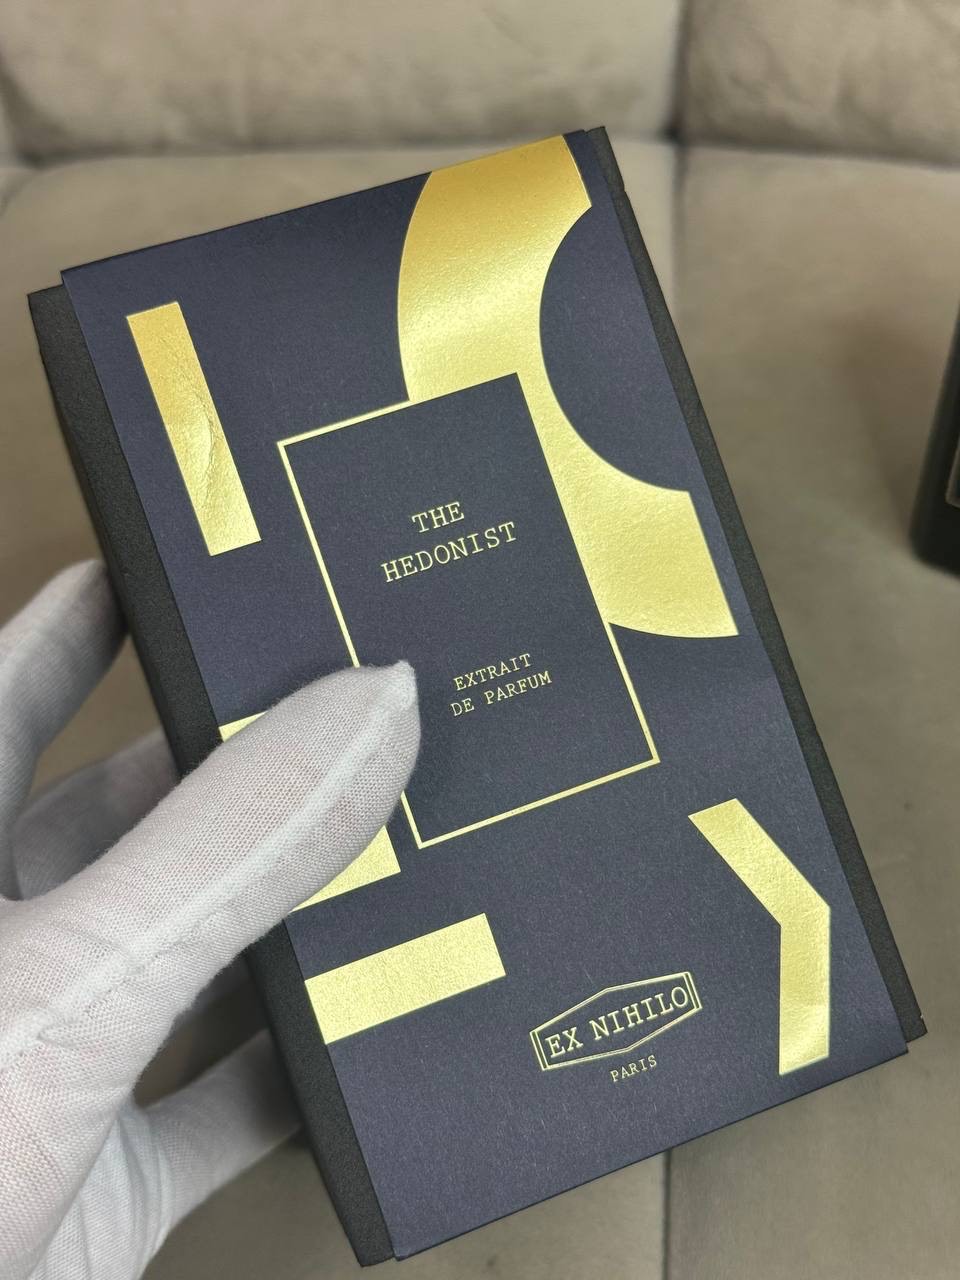 THE
HEDONIST
EXTRAIT
DE PARFUM
EX NIHILO
PARIS